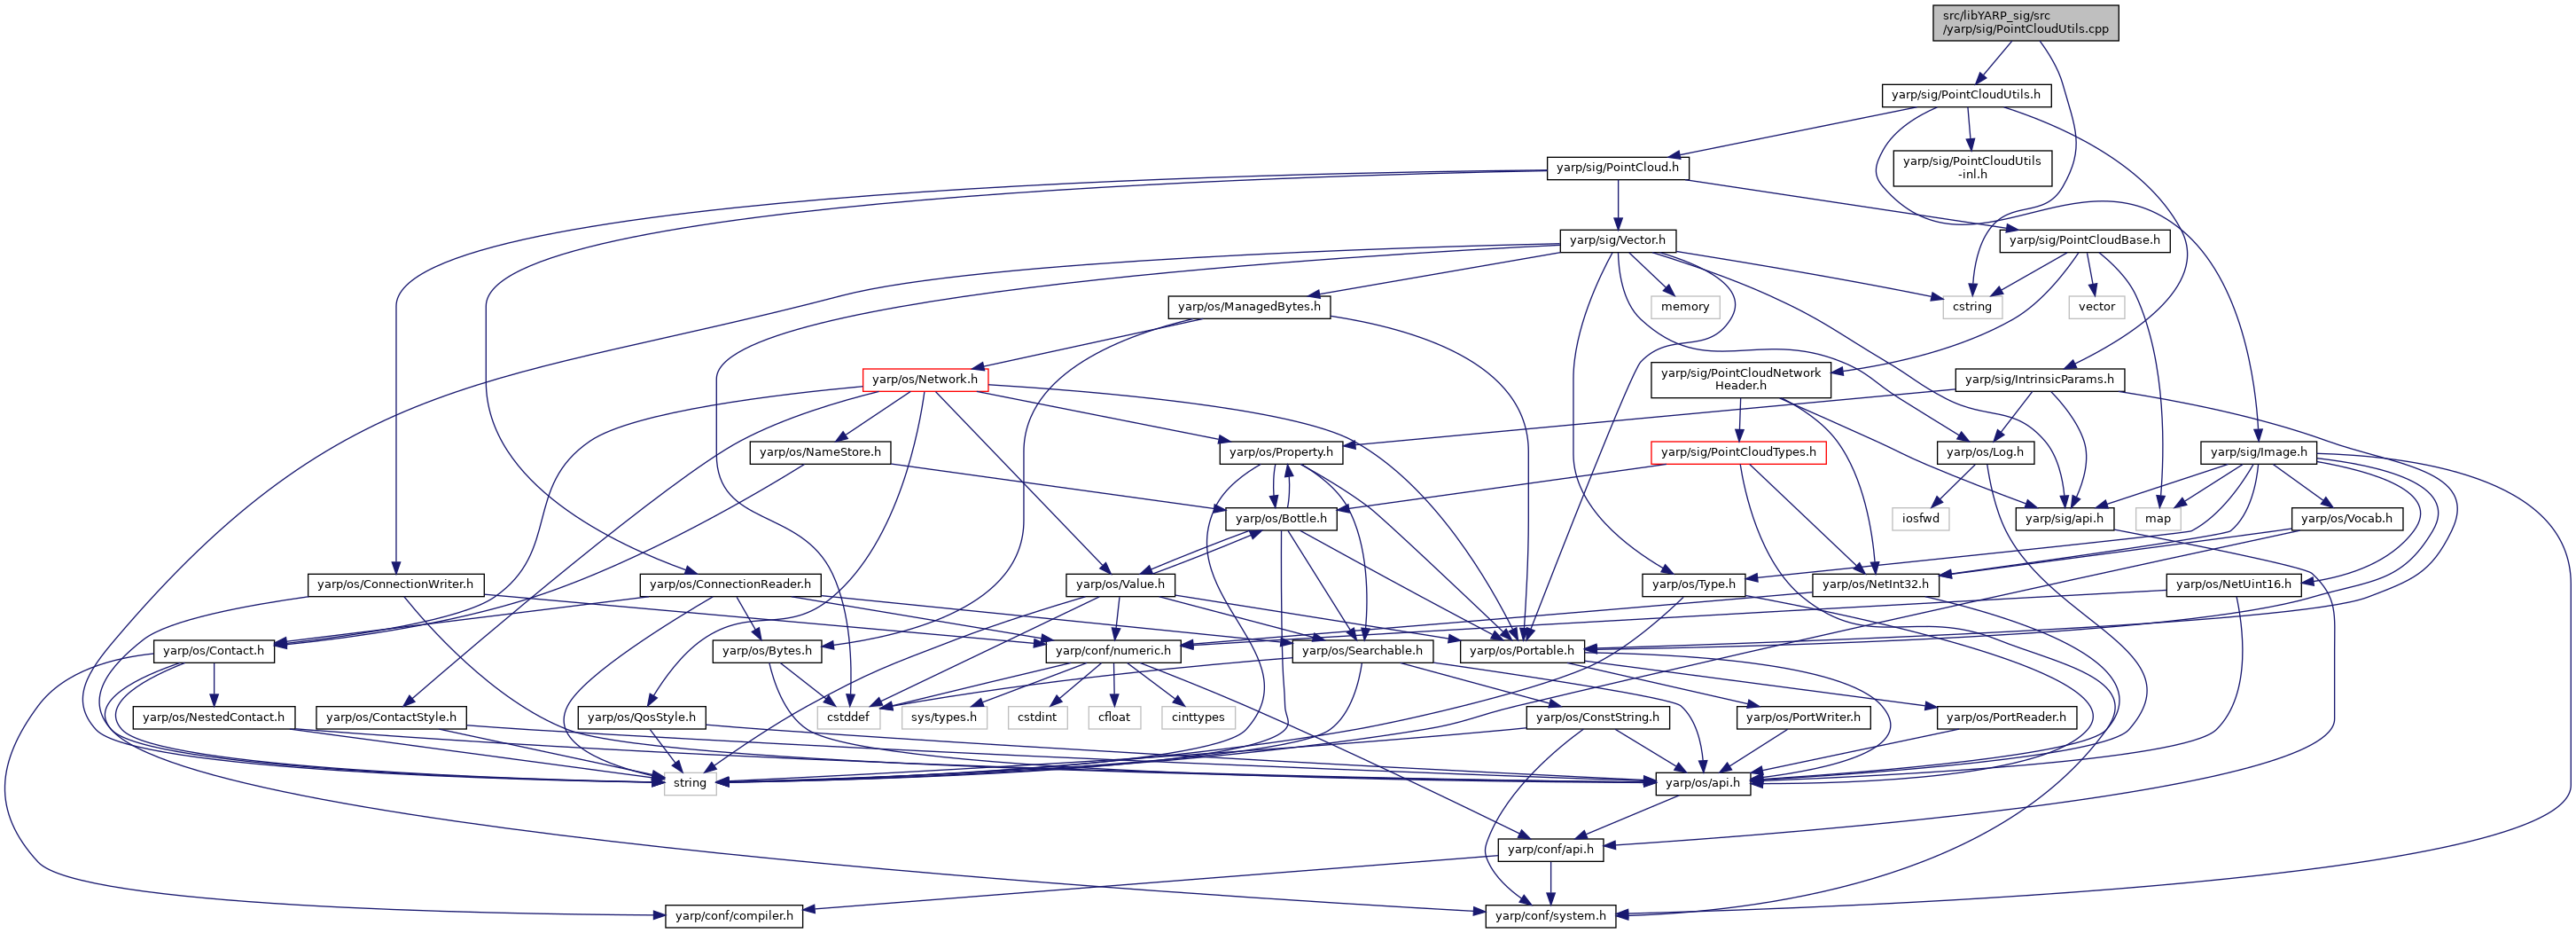 src/libYARP_sig/src
/yarp/sig/PointCloudUtils.cpp
yarp/sig/PointCloudUtils.h
yarp/sig/PointCloud.h
yarp/sig/PointCloudUtils
-inl.h
yarp/sig/Vector.h
yarp/sig/PointCloudBase.h
yarp/os/ManagedBytes.h
memory
cstring
vector
yarp/os/Network.h
yarp/sig/PointCloudNetwork
Header.h
yarp/sig/IntrinsicParams.h
yarp/os/NameStore.h
yarp/os/Property.h
yarp/sig/PointCloudTypes.h
yarp/os/Log.h
yarp/sig/Image.h
yarp/os/Bottle.h
iosfwd
yarp/sig/api.h
map
yarp/os/Vocab.h
yarp/os/ConnectionWriter.h
yarp/os/ConnectionReader.h
yarp/os/Value.h
yarp/os/Type.h
yarp/os/NetInt32.h
yarp/os/NetUint16.h
yarp/os/Contact.h
yarp/os/Bytes.h
yarp/conf/numeric.h
yarp/os/Searchable.h
yarp/os/Portable.h
yarp/os/NestedContact.h
yarp/os/ContactStyle.h
yarp/os/QosStyle.h
cstddef
sys/types.h
cstdint
cfloat
cinttypes
yarp/os/ConstString.h
yarp/os/PortWriter.h
yarp/os/PortReader.h
string
yarp/os/api.h
yarp/conf/api.h
yarp/conf/compiler.h
yarp/conf/system.h